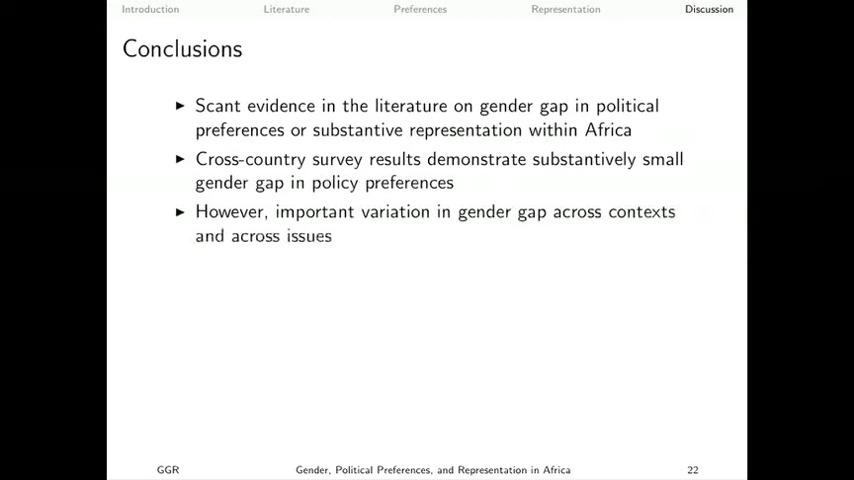 Introduction Literature Preferences Representation Discussion
Conclusions
Scant evidence in the literature on gender gap in political
preferences or substantive representation within Africa
Cross-country survey results demonstrate substantively small
gender gap in policy preferences
However, important variation in gender gap across contexts
and across issues
GGR Gender, Political Preferences, and Representation in Africa 22